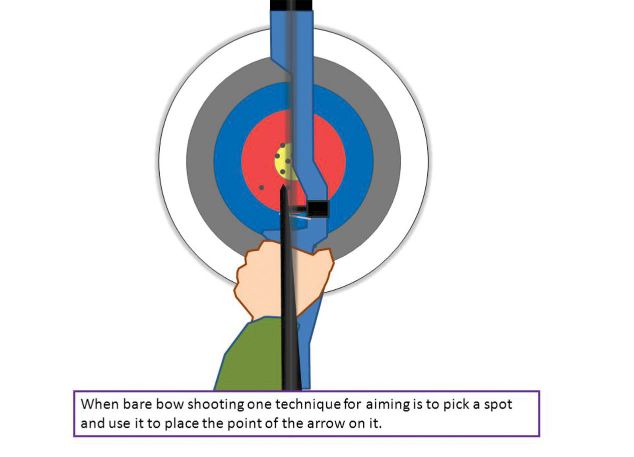 When bare bow shooting one technique for aiming is to pick a spot
and use it to place the point of the arrow on it.